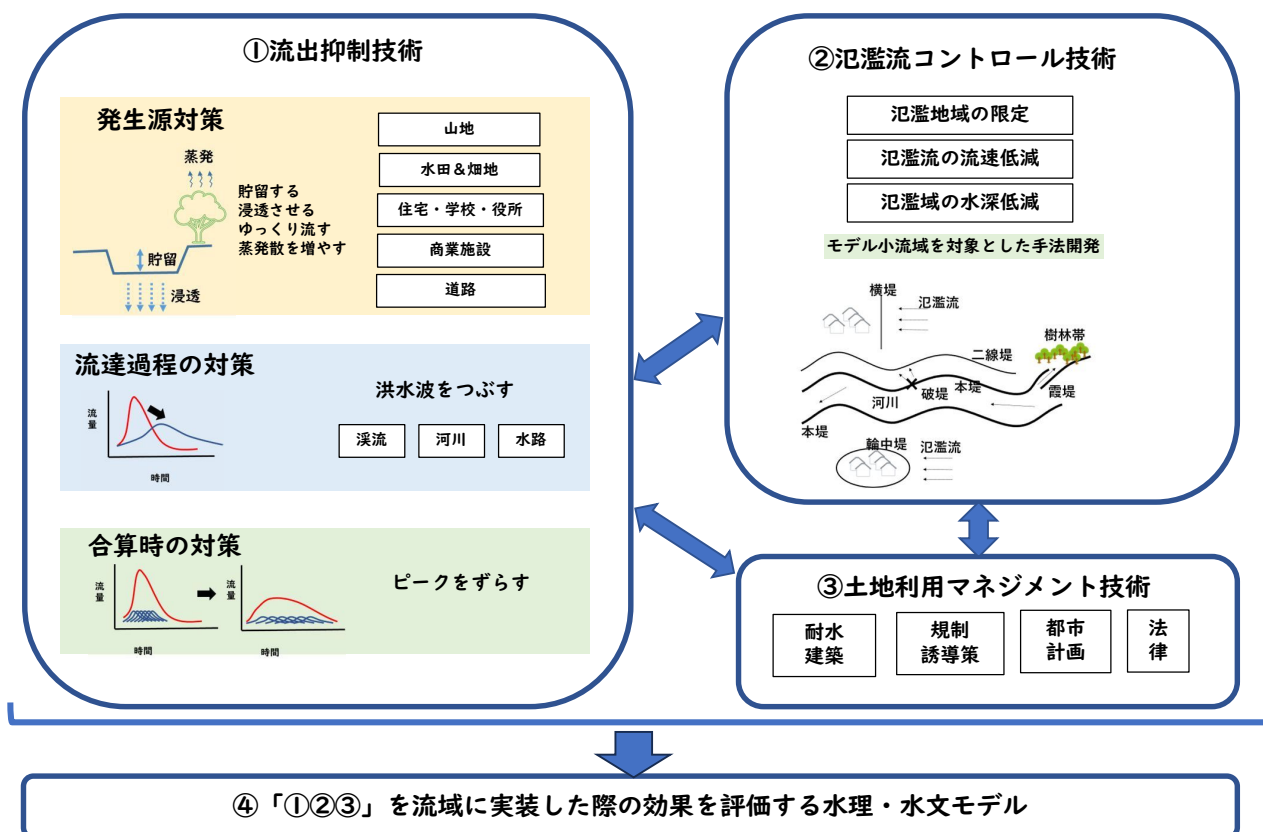 ①流出抑制技術
発生源対策
蒸発
貯留する
浸透させる
ゆっくり流す
蒸発散を増やす
貯留
浸透
山地
水田＆畑地
住宅・学校・役所
商業施設
道路
流達過程の対策
洪水波をつぶす
流量
時間
渓流
河川
水路
合算時の対策
ピークをずらす
流量
時間
流量
時間
②氾濫流コントロール技術
氾濫地域の限定
氾濫流の流速低減
氾濫域の水深低減
モデル小流域を対象とした手法開発
横堤
氾濫流
樹林帯
二線堤
本堤
破堤
河川
霞堤
本堤
輪中堤
氾濫流
③土地利用マネジメント技術
耐水
建築
規制
誘導策
都市
計画
法
律
④「①②③」を流域に実装した際の効果を評価する水理・水文モデル